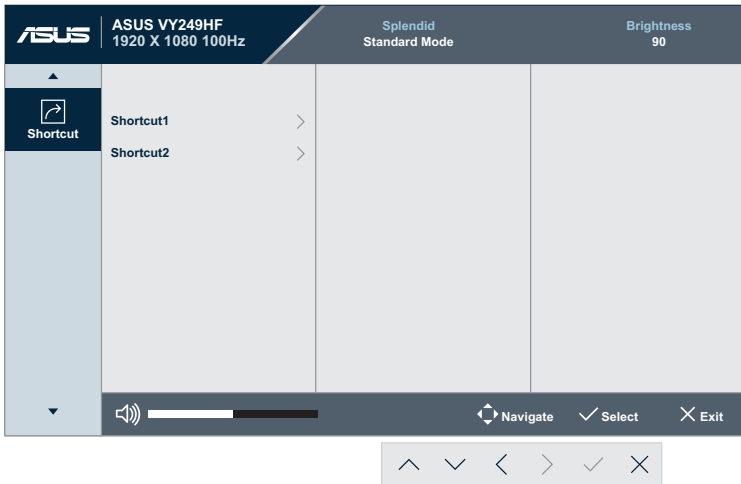 ASUS
ASUS VY249HF
1920 X 1080 100Hz
Splendid
Standard Mode
Brightness
90
Shortcut
Shortcut1
Shortcut2
Navigate
Select
Exit